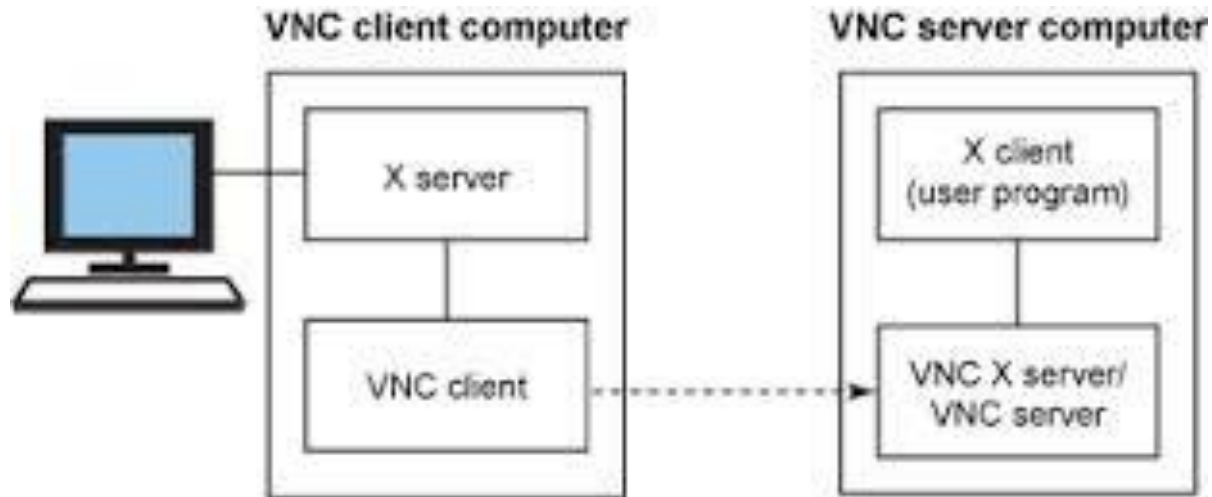 VNC client computer
VNC server computer
X server
VNC client
X client
(user program)
VNC X server/
VNC server